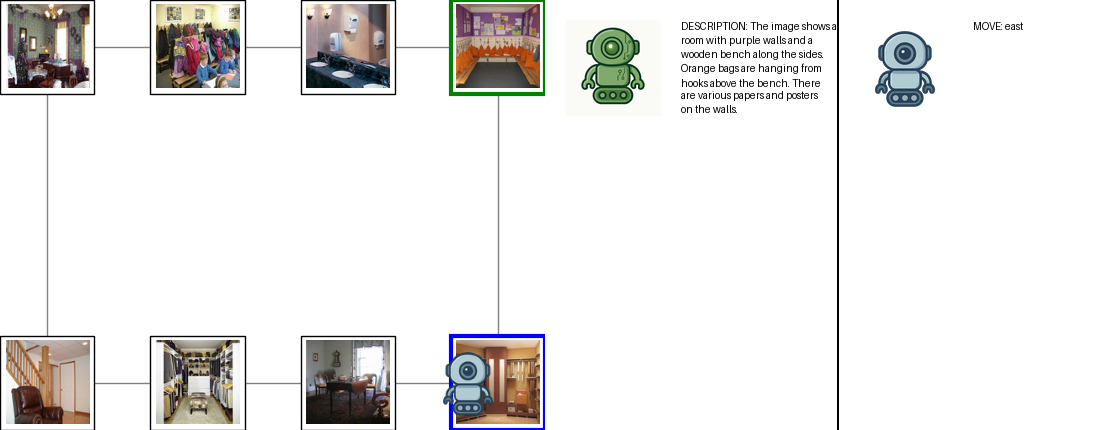 DESCRIPTION: The image shows a
room with purple walls and a
wooden bench along the sides.
Orange bags are hanging from
hooks above the bench. There
are various papers and posters
on the walls.
MOVE: east